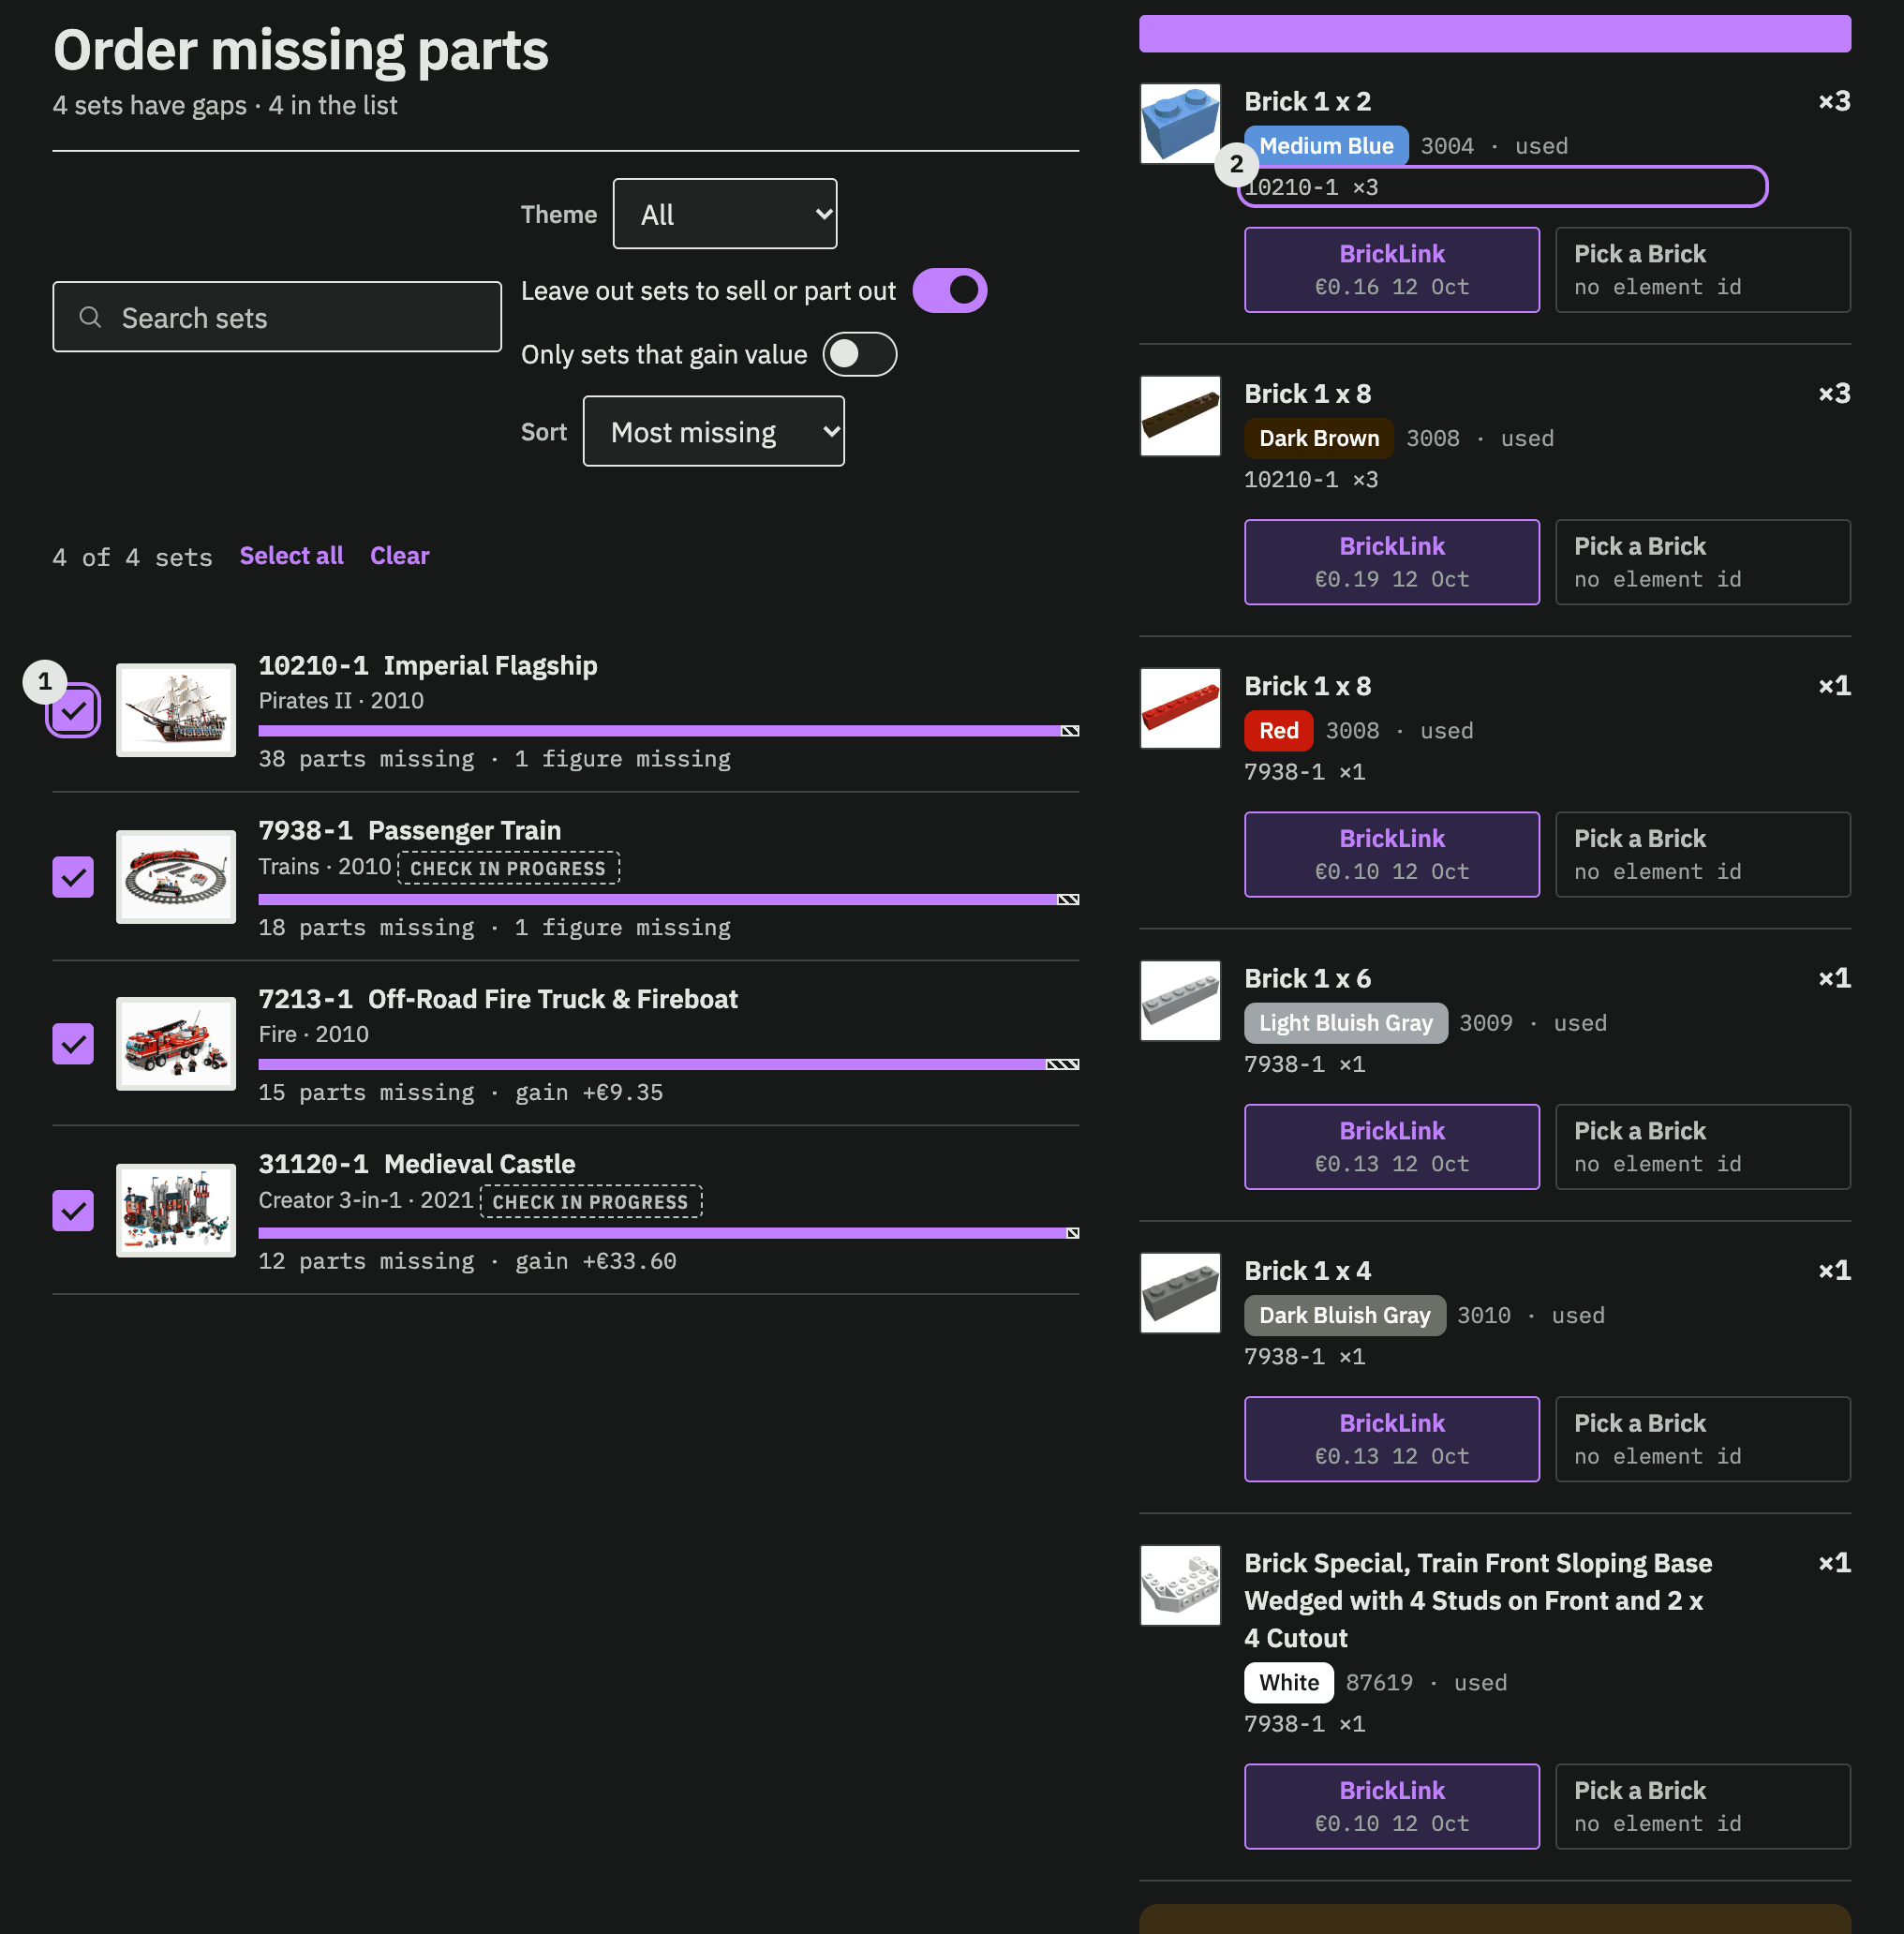 Order missing parts
4 sets have gaps · 4 in the list
Theme All
Search sets
Leave out sets to sell or part out
Only sets that gain value
Sort Most missing
4 of 4 sets Select all Clear
1
10210-1 Imperial Flagship
Pirates II · 2010
38 parts missing · 1 figure missing
7938-1 Passenger Train
Trains · 2010 CHECK IN PROGRESS
18 parts missing · 1 figure missing
7213-1 Off-Road Fire Truck & Fireboat
Fire · 2010
15 parts missing · gain +€9.35
31120-1 Medieval Castle
Creator 3-in-1 · 2021 CHECK IN PROGRESS
12 parts missing · gain +€33.60
Brick 1 x 2 ×3
Medium Blue 3004 · used
2
10210-1 ×3
BrickLink Pick a Brick
€0.16 12 Oct no element id
Brick 1 x 8 ×3
Dark Brown 3008 · used
10210-1 ×3
BrickLink Pick a Brick
€0.19 12 Oct no element id
Brick 1 x 8 ×1
Red 3008 · used
7938-1 ×1
BrickLink Pick a Brick
€0.10 12 Oct no element id
Brick 1 x 6 ×1
Light Bluish Gray 3009 · used
7938-1 ×1
BrickLink Pick a Brick
€0.13 12 Oct no element id
Brick 1 x 4 ×1
Dark Bluish Gray 3010 · used
7938-1 ×1
BrickLink Pick a Brick
€0.13 12 Oct no element id
Brick Special, Train Front Sloping Base ×1
Wedged with 4 Studs on Front and 2 x
4 Cutout
White 87619 · used
7938-1 ×1
BrickLink Pick a Brick
€0.10 12 Oct no element id